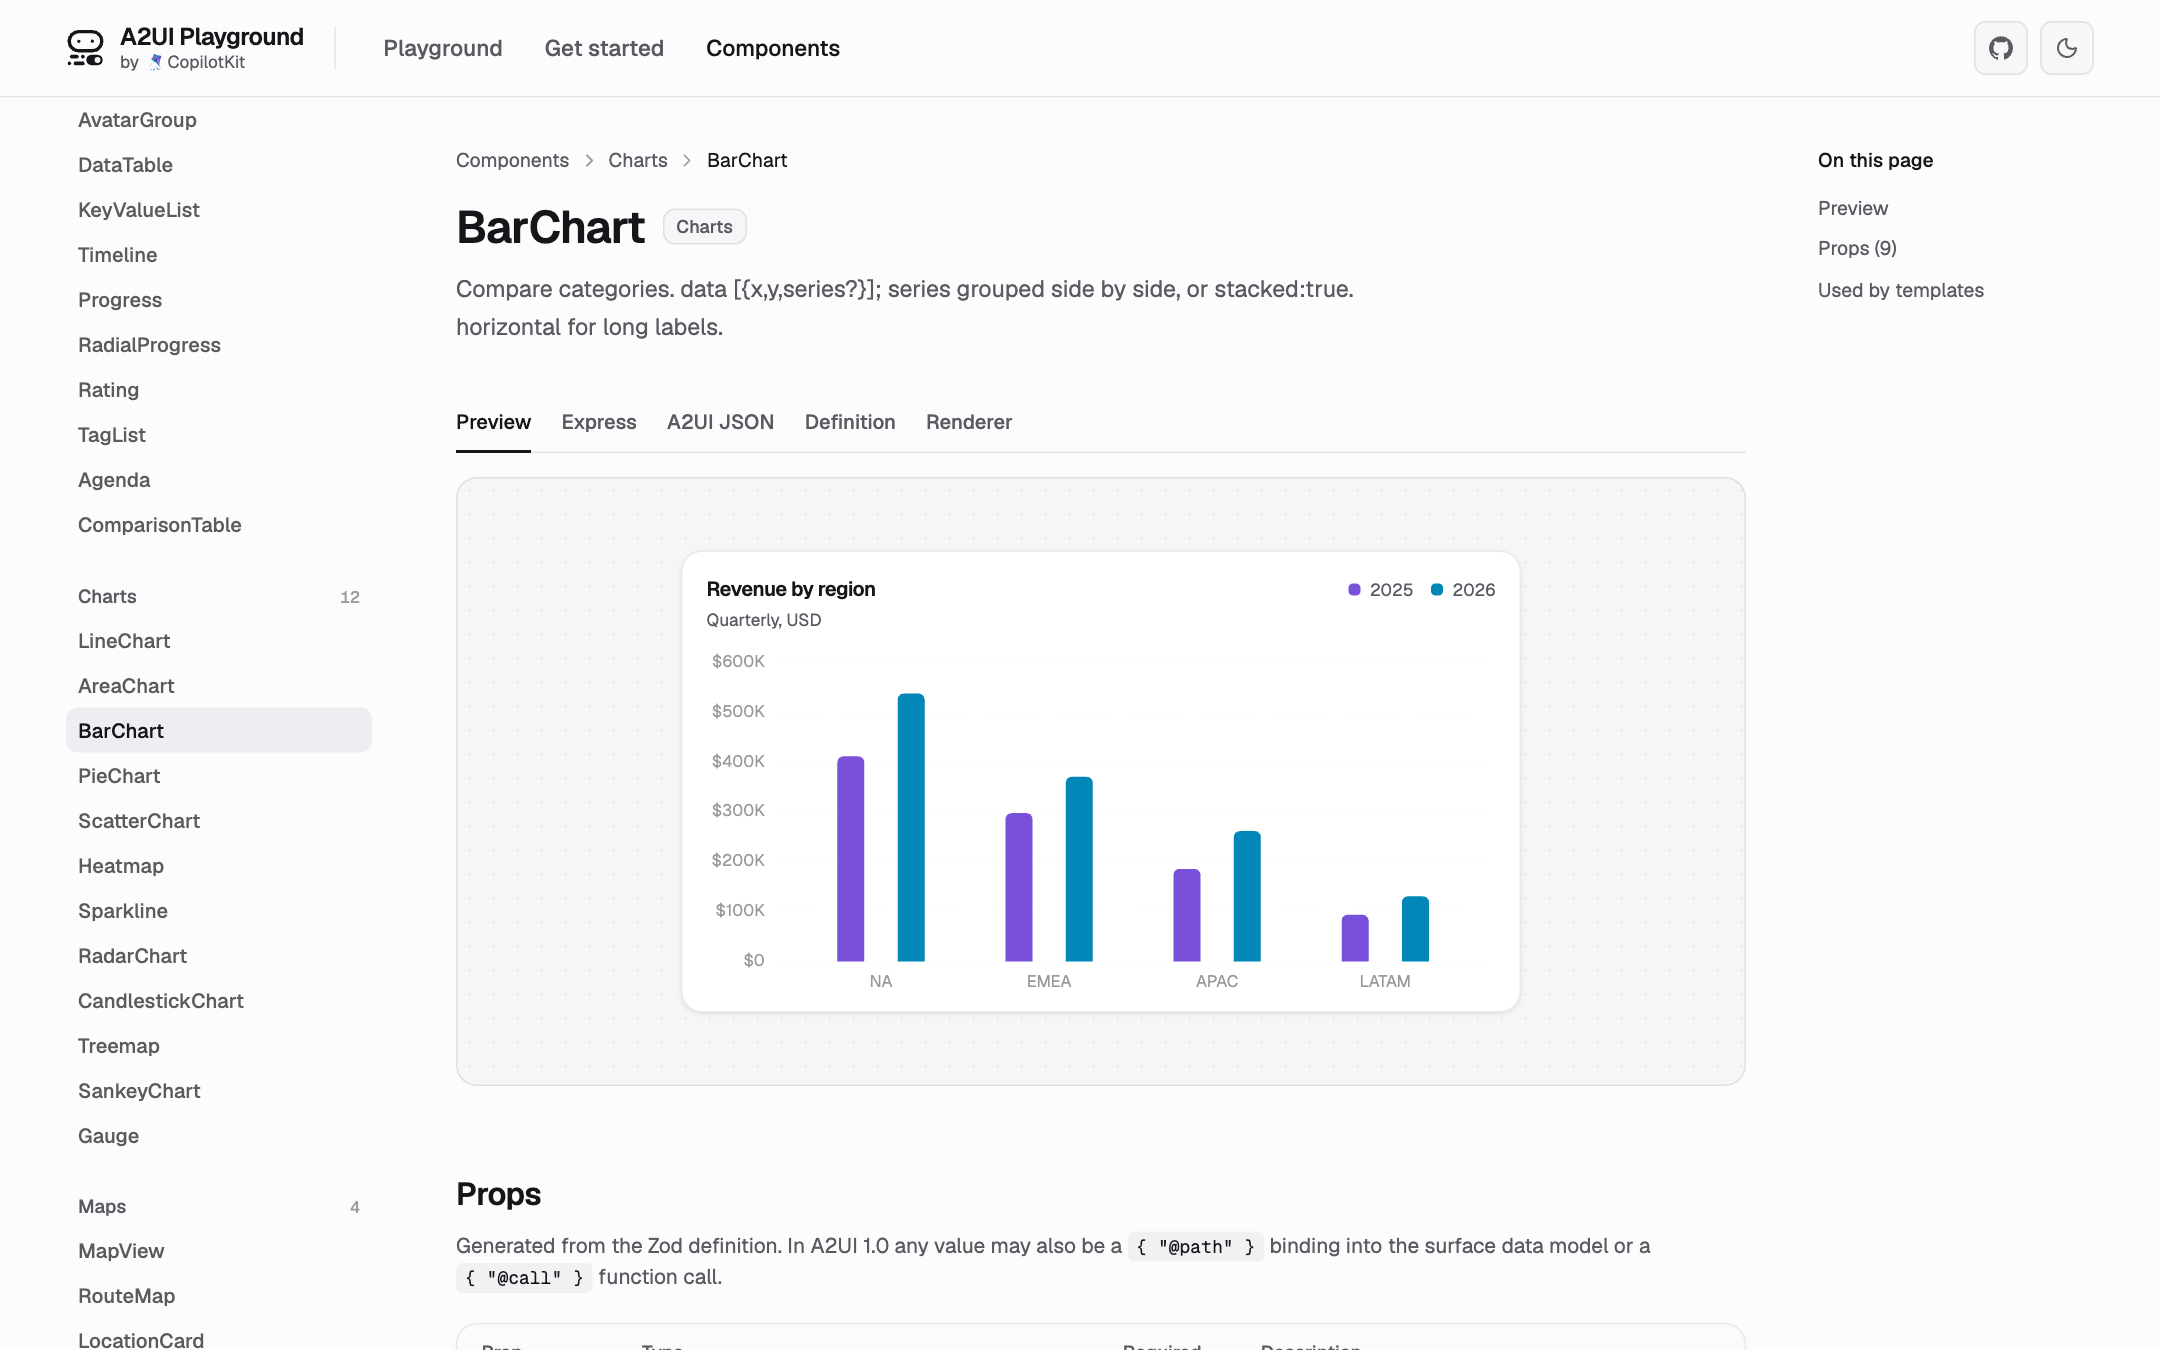 A2UI Playground
by CopilotKit
Playground
Get started
Components
AvatarGroup
DataTable
KeyValueList
Timeline
Progress
RadialProgress
Rating
TagList
Agenda
ComparisonTable
Charts 12
LineChart
AreaChart
BarChart
PieChart
ScatterChart
Heatmap
Sparkline
RadarChart
CandlestickChart
Treemap
SankeyChart
Gauge
Maps 4
MapView
RouteMap
LocationCard
Components > Charts > BarChart
BarChart Charts
Compare categories. data [{x,y,series?}]; series grouped side by side, or stacked:true.
horizontal for long labels.
Preview Express A2UI JSON Definition Renderer
Revenue by region
Quarterly, USD
2025 2026
$600K
$500K
$400K
$300K
$200K
$100K
$0
NA EMEA APAC LATAM
Props
Generated from the Zod definition. In A2UI 1.0 any value may also be a { "@path" } binding into the surface data model or a
{ "@call" } function call.
Prop Type Required Description
On this page
Preview
Props (9)
Used by templates